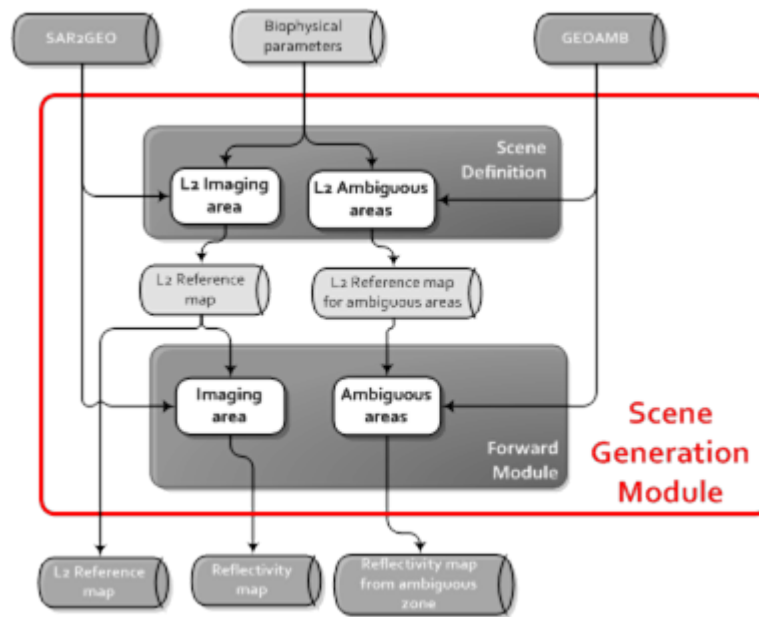 SAR2GEO
Biophysical
parameters
GEOAMB
Scene
Definition
L2 Imaging
area
L2 Ambiguous
areas
L2 Reference
map
L2 Reference map
for ambiguous areas
Imaging
area
Ambiguous
areas
Forward
Module
Scene
Generation
Module
L2 Reference
map
Reflectivity
map
Reflectivity map
from ambiguous
zone